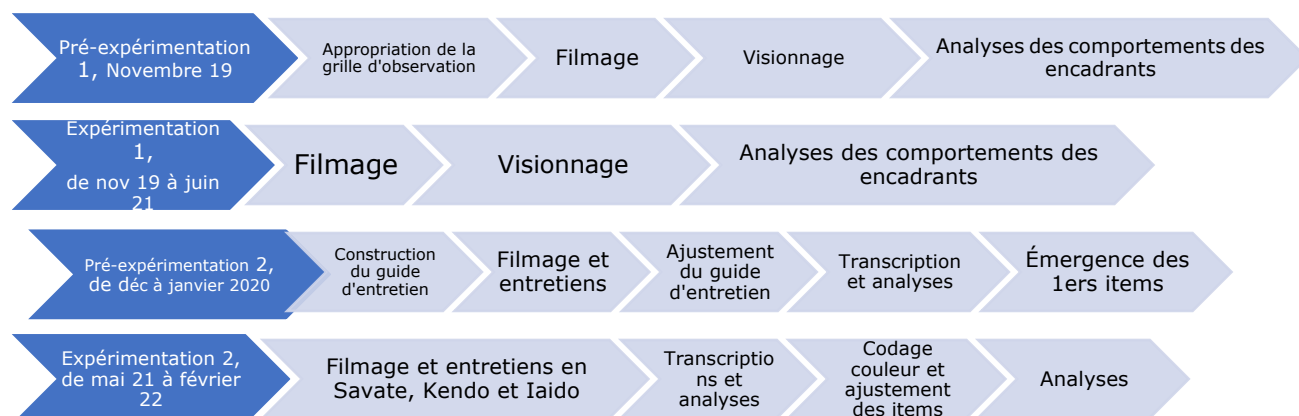 Pré-expérimentation
1, Novembre 19
Appropriation de la
grille d'observation
Filmage
Visionnage
Analyses des comportements des
encadrants
Expérimentation
1,
de nov 19 à juin
21
Filmage
Visionnage
Analyses des comportements des
encadrants
Pré-expérimentation 2,
de déc à janvier 2020
Construction
du guide
d'entretien
Filmage et
entretiens
Ajustement
du guide
d'entretien
Transcription
et analyses
Émergence des
1ers items
Expérimentation 2,
de mai 21 à février
22
Filmage et entretiens en
Savate, Kendo et Iaido
Transcriptio
ns et
analyses
Codage
couleur et
ajustement
des items
Analyses